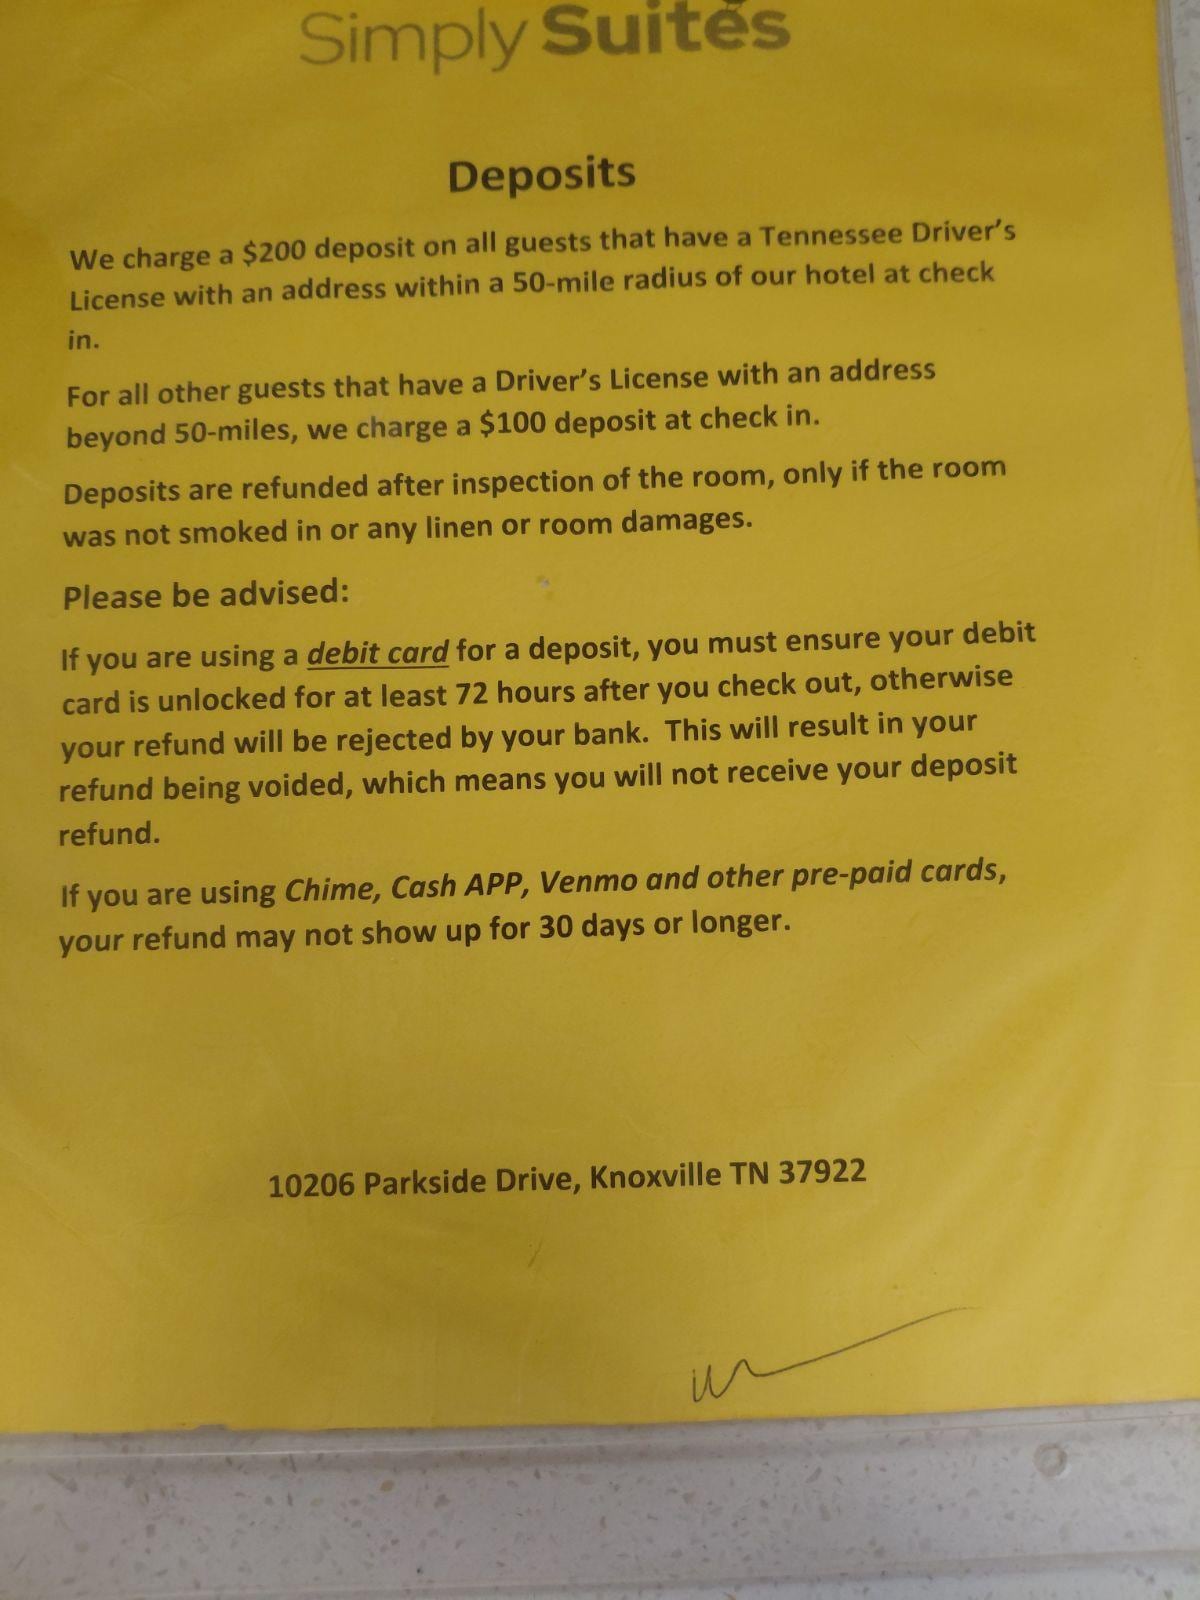 Simply Suites
Deposits
We charge a $200 deposit on all guests that have a Tennessee Driver's
License with an address within a 50-mile radius of our hotel at check
in.
For all other guests that have a Driver's License with an address
beyond 50-miles, we charge a $100 deposit at check in.
Deposits are refunded after inspection of the room, only if the room
was not smoked in or any linen or room damages.
Please be advised:
If you are using a debit card for a deposit, you must ensure your debit
card is unlocked for at least 72 hours after you check out, otherwise
your refund will be rejected by your bank.  This will result in your
refund being voided, which means you will not receive your deposit
refund.
If you are using Chime, Cash APP, Venmo and other pre-paid cards,
your refund may not show up for 30 days or longer.
10206 Parkside Drive, Knoxville TN 37922